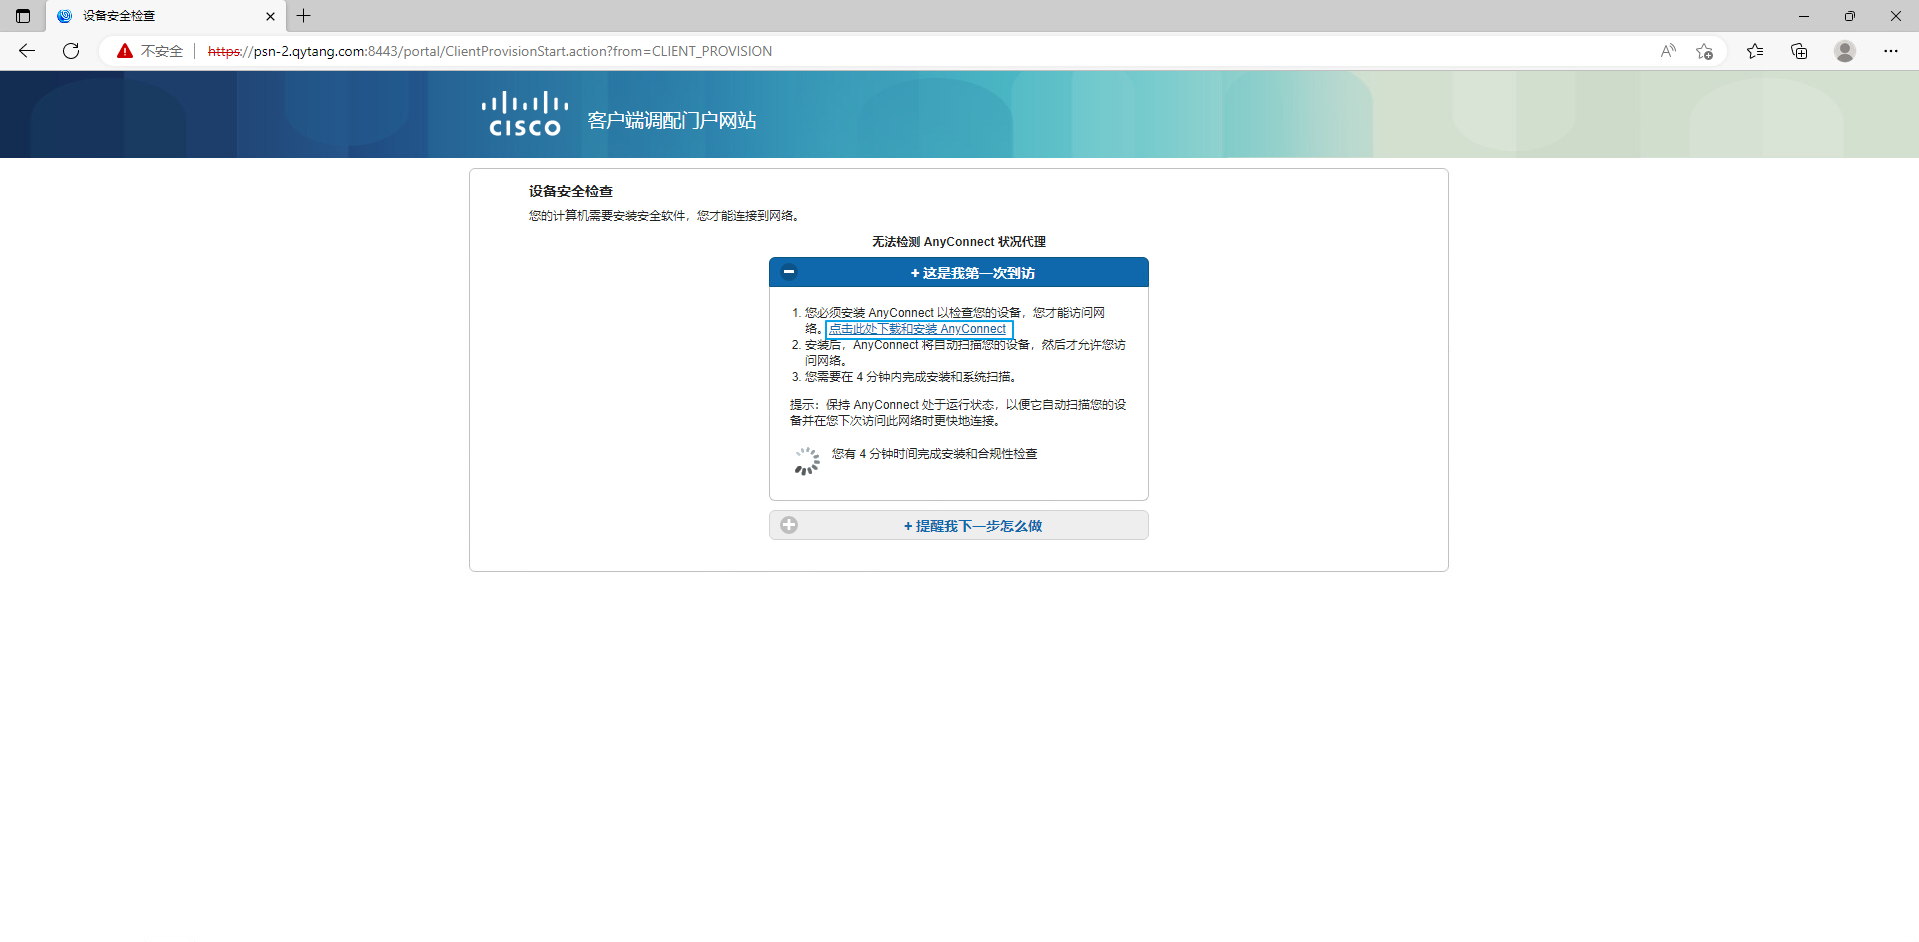 设备安全检查
不安全
https://psn-2.qytang.com:8443/portal/ClientProvisionStart.action?from=CLIENT_PROVISION
CISCO
客户端调配门户网站
设备安全检查
您的计算机需要安装安全软件，您才能连接到网络。
无法检测 AnyConnect 状况代理
+ 这是我第一次到访
1. 您必须安装 AnyConnect 以检查您的设备，您才能访问网
络。点击此处下载和安装 AnyConnect
2. 安装后，AnyConnect 将自动扫描您的设备，然后才允许您访
问网络。
3. 您需要在 4 分钟内完成安装和系统扫描。
提示：保持 AnyConnect 处于运行状态，以便它自动扫描您的设
备并在您下次访问此网络时更快地连接。
您有 4 分钟时间完成安装和合规性检查
+ 提醒我下一步怎么做